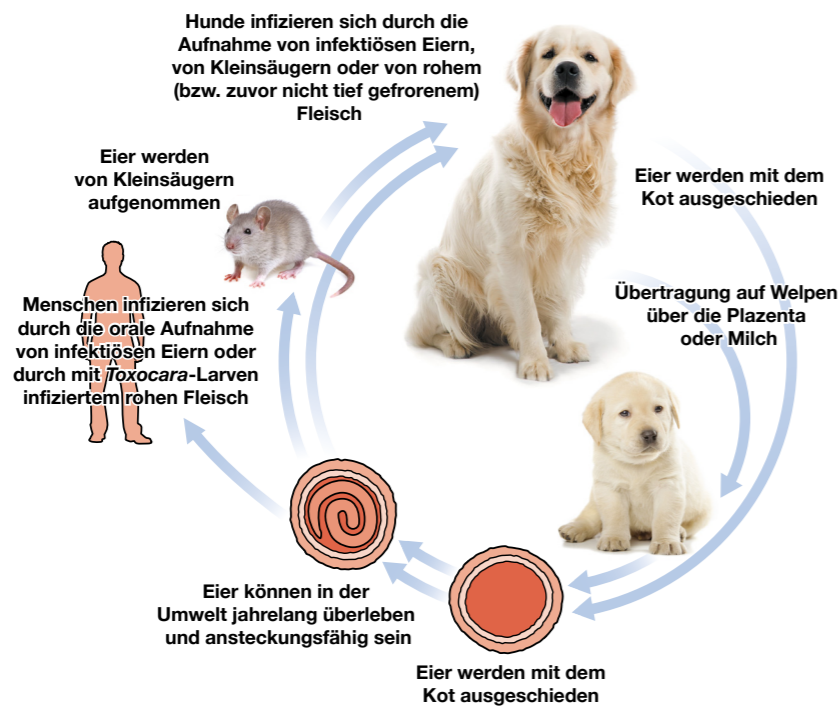 Hunde infizieren sich durch die
Aufnahme von infektiösen Eiern,
von Kleinsäugern oder von rohem
(bzw. zuvor nicht tief gefrorenem)
Fleisch
Eier werden
von Kleinsäugern
aufgenommen
Eier werden mit dem
Kot ausgeschieden
Menschen infizieren sich
durch die orale Aufnahme
von infektiösen Eiern oder
durch mit Toxocara-Larven
infiziertem rohen Fleisch
Übertragung auf Welpen
über die Plazenta
oder Milch
Eier können in der
Umwelt jahrelang überleben
und ansteckungsfähig sein
Eier werden mit dem
Kot ausgeschieden